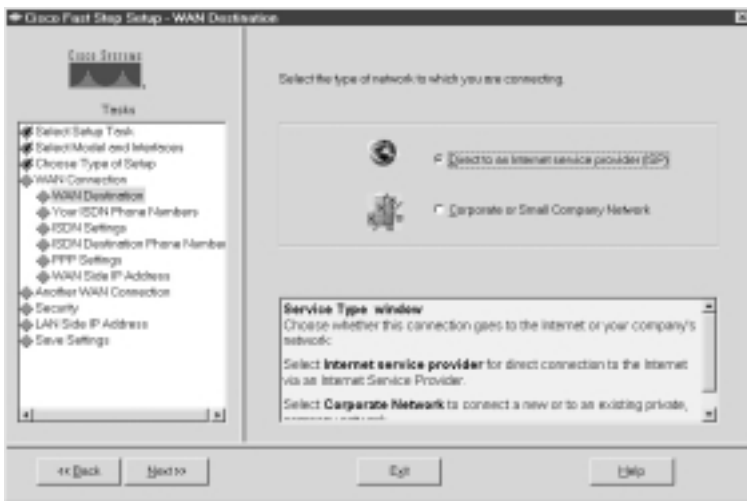 Cisco Fast Step Setup - WAN Destination
CISCO SYSTEMS
Tasks
Select Setup Task
Select Model and Interfaces
Choose Type of Setup
WAN Connection
WAN Destination
Your ISDN Phone Numbers
ISDN Settings
ISDN Destination Phone Number
PPP Settings
WAN Side IP Address
Another WAN Connection
Security
LAN Side IP Address
Save Settings
Select the type of network to which you are connecting.
Direct to an Internet service provider (ISP)
Corporate or Small Company Network
Service Type window
Choose whether this connection goes to the Internet or your company's
network:
Select Internet service provider for direct connection to the Internet
via an Internet Service Provider.
Select Corporate Network to connect a new or to an existing private,
<< Back
Next >>
Exit
Help